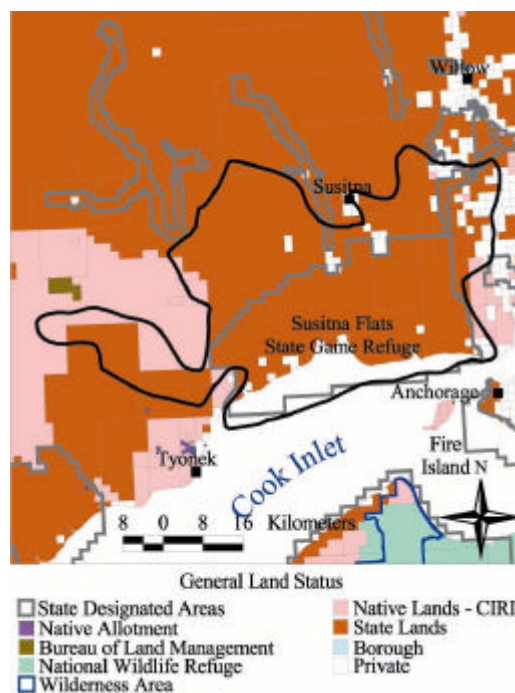 Willow
Susitna
Susitna Flats
State Game Refuge
Anchorage
Fire
Island N
Tyonek
Cook Inlet
8 0 8 16 Kilometers
General Land Status
State Designated Areas
Native Allotment
Bureau of Land Management
National Wildlife Refuge
Wilderness Area
Native Lands - CIRI
State Lands
Borough
Private